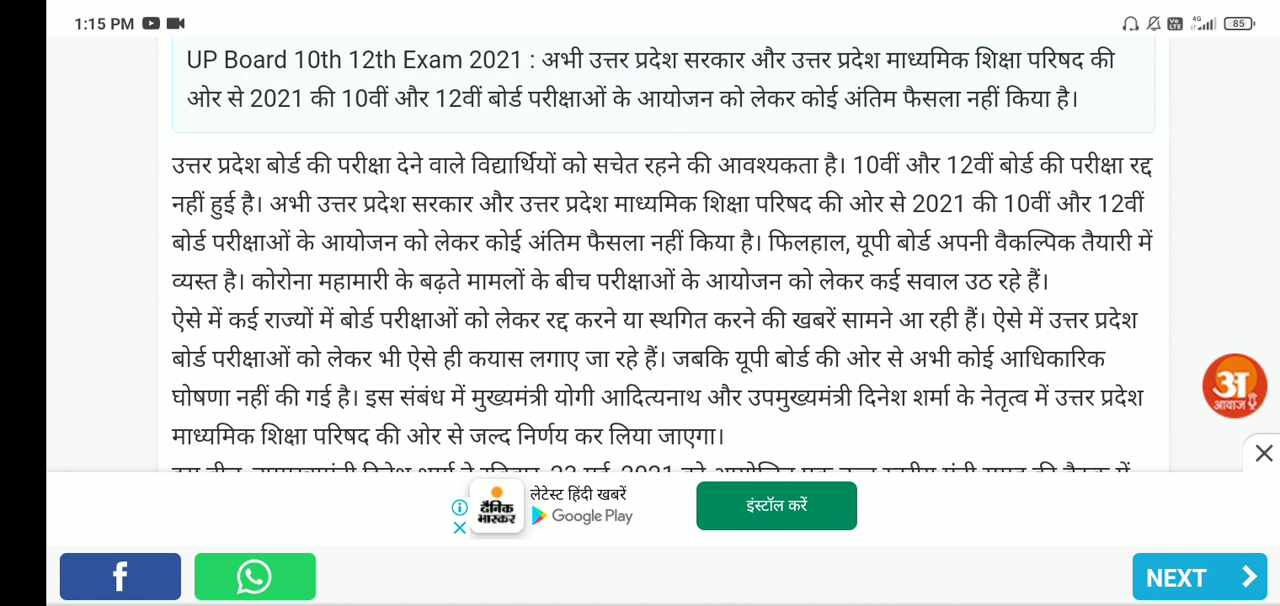 1:15 PM
4G
Vo
LTE
85
UP Board 10th 12th Exam 2021 : अभी उत्तर प्रदेश सरकार और उत्तर प्रदेश माध्यमिक शिक्षा परिषद की
ओर से 2021 की 10वीं और 12वीं बोर्ड परीक्षाओं के आयोजन को लेकर कोई अंतिम फैसला नहीं किया है।
उत्तर प्रदेश बोर्ड की परीक्षा देने वाले विद्यार्थियों को सचेत रहने की आवश्यकता है। 10वीं और 12वीं बोर्ड की परीक्षा रद्द
नहीं हुई है। अभी उत्तर प्रदेश सरकार और उत्तर प्रदेश माध्यमिक शिक्षा परिषद की ओर से 2021 की 10वीं और 12वीं
बोर्ड परीक्षाओं के आयोजन को लेकर कोई अंतिम फैसला नहीं किया है। फिलहाल, यूपी बोर्ड अपनी वैकल्पिक तैयारी में
व्यस्त है। कोरोना महामारी के बढ़ते मामलों के बीच परीक्षाओं के आयोजन को लेकर कई सवाल उठ रहे हैं।
ऐसे में कई राज्यों में बोर्ड परीक्षाओं को लेकर रद्द करने या स्थगित करने की खबरें सामने आ रही हैं। ऐसे में उत्तर प्रदेश
बोर्ड परीक्षाओं को लेकर भी ऐसे ही कयास लगाए जा रहे हैं। जबकि यूपी बोर्ड की ओर से अभी कोई आधिकारिक
घोषणा नहीं की गई है। इस संबंध में मुख्यमंत्री योगी आदित्यनाथ और उपमुख्यमंत्री दिनेश शर्मा के नेतृत्व में उत्तर प्रदेश
माध्यमिक शिक्षा परिषद की ओर से जल्द निर्णय कर लिया जाएगा।
अ
आवाज
दैनिक
भास्कर
लेटेस्ट हिंदी खबरें
Google Play
इंस्टॉल करें
NEXT